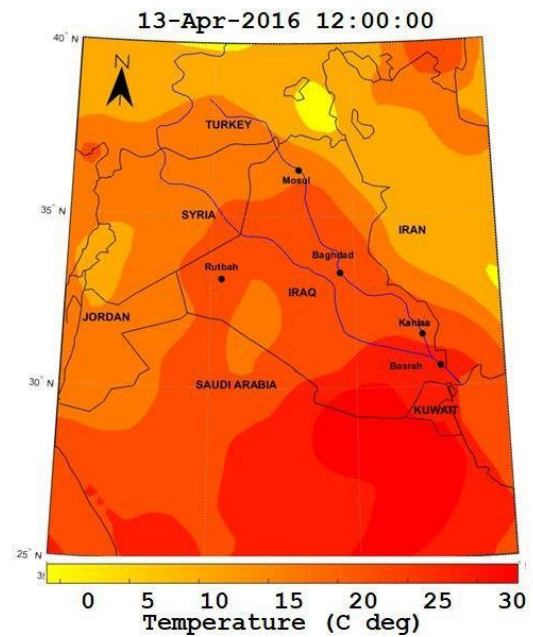 13-Apr-2016 12:00:00
40° N
N
TURKEY
Mosul
35° N
SYRIA
IRAN
Baghdad
Rutbah
IRAQ
JORDAN
Kahlaa
Basrah
30° N
SAUDI ARABIA
KUWAIT
25° N
0 5 10 15 20 25 30
Temperature (C deg)